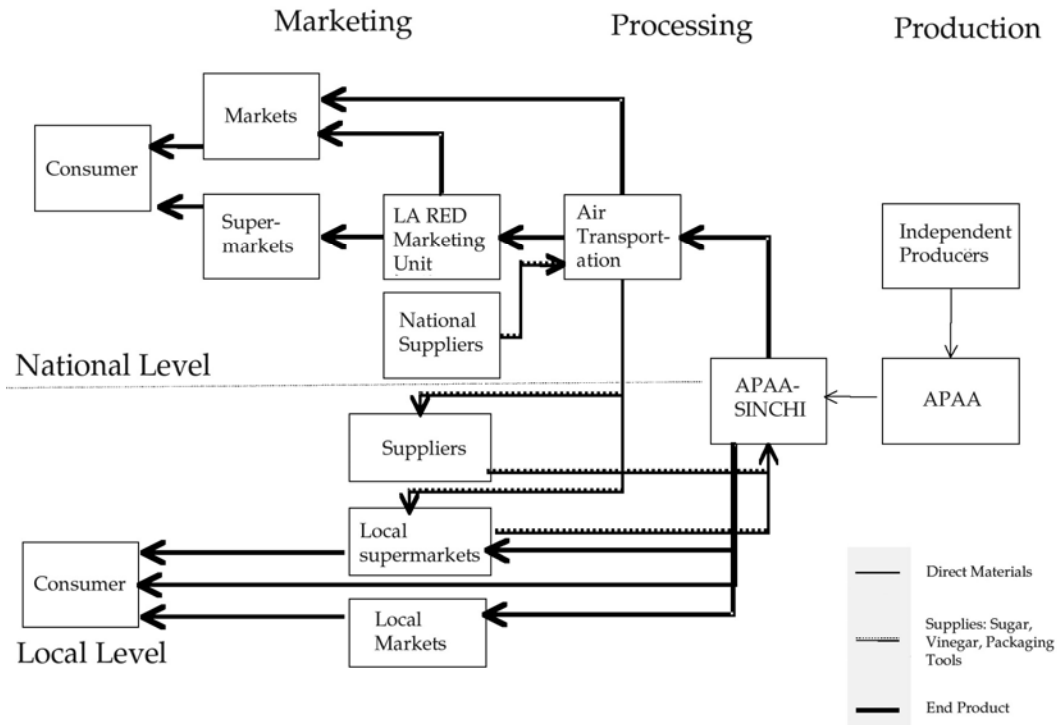 Marketing
Processing
Production
Markets
Consumer
Super-
markets
LA RED
Marketing
Unit
Air
Transport-
ation
Independent
Producërs
National
Suppliers
National Level
APAA-
SINCHI
APAA
Suppliers
Local
supermarkets
Consumer
Local
Markets
Local Level
Direct Materials
Supplies: Sugar,
Vinegar, Packaging
Tools
End Product